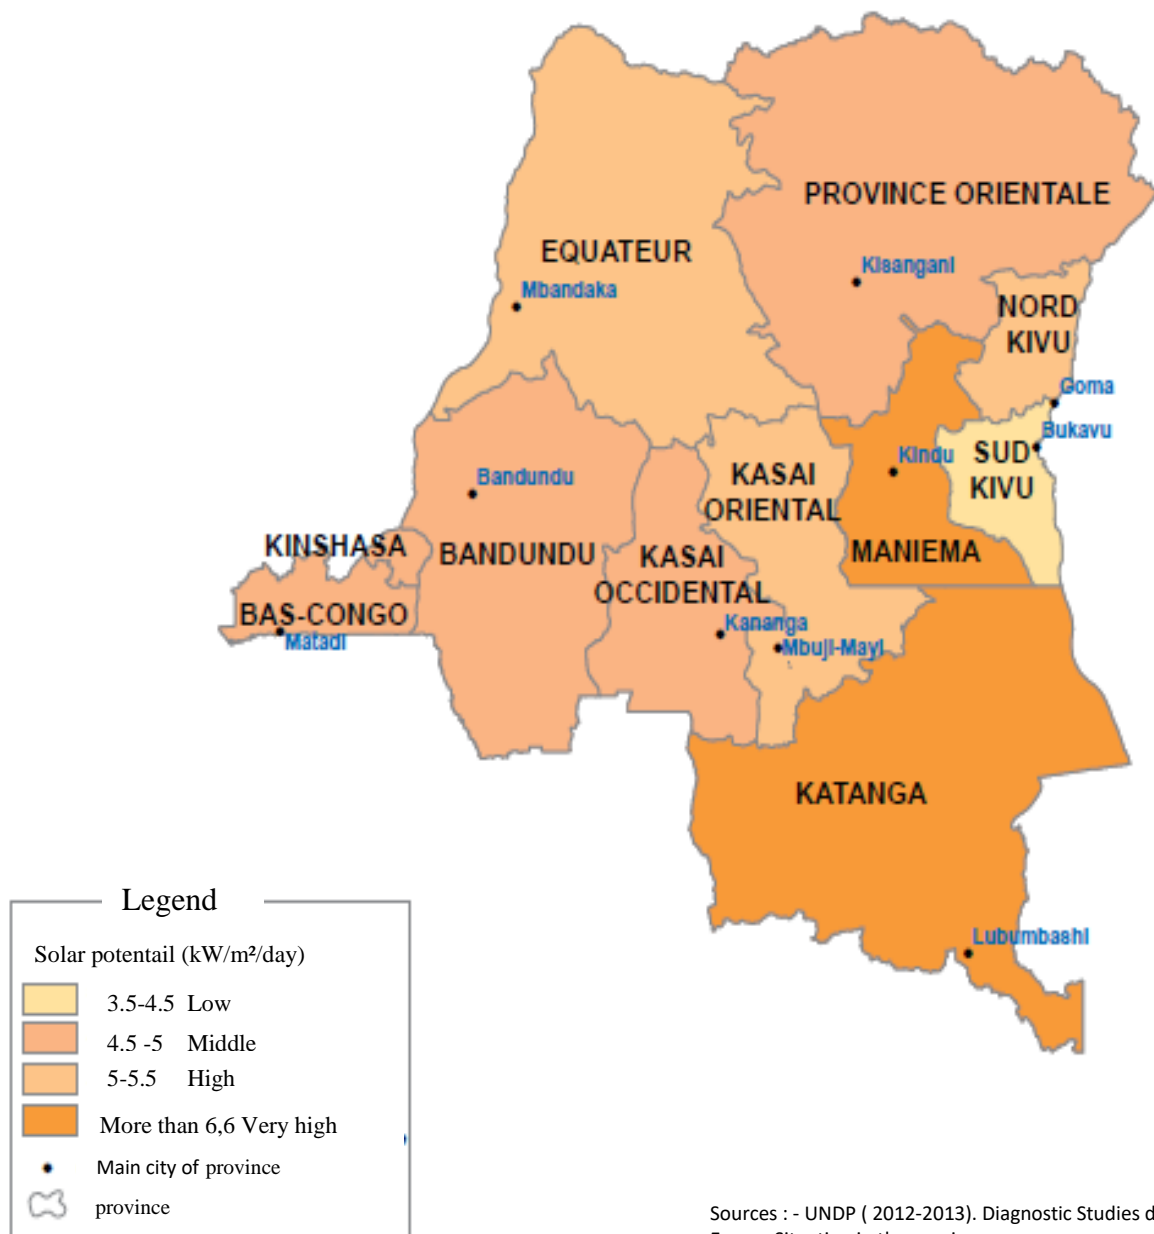 PROVINCE ORIENTALE
EQUATEUR
Kisangani
Mbandaka
NORD
KIVU
Goma
Bukavu
SUD
KIVU
Kindu
KASAI
ORIENTAL
Bandundu
KINSHASA
BANDUNDU
KASAI
OCCIDENTAL
MANIEMA
BAS-CONGO
Matadi
Kananga
Mbuji-Mayi
KATANGA
Lubumbashi
Legend
Solar potentail (kW/m²/day)
3.5-4.5 Low
4.5 -5 Middle
5-5.5 High
More than 6,6 Very high
Main city of province
province
Sources : - UNDP ( 2012-2013). Diagnostic Studies d